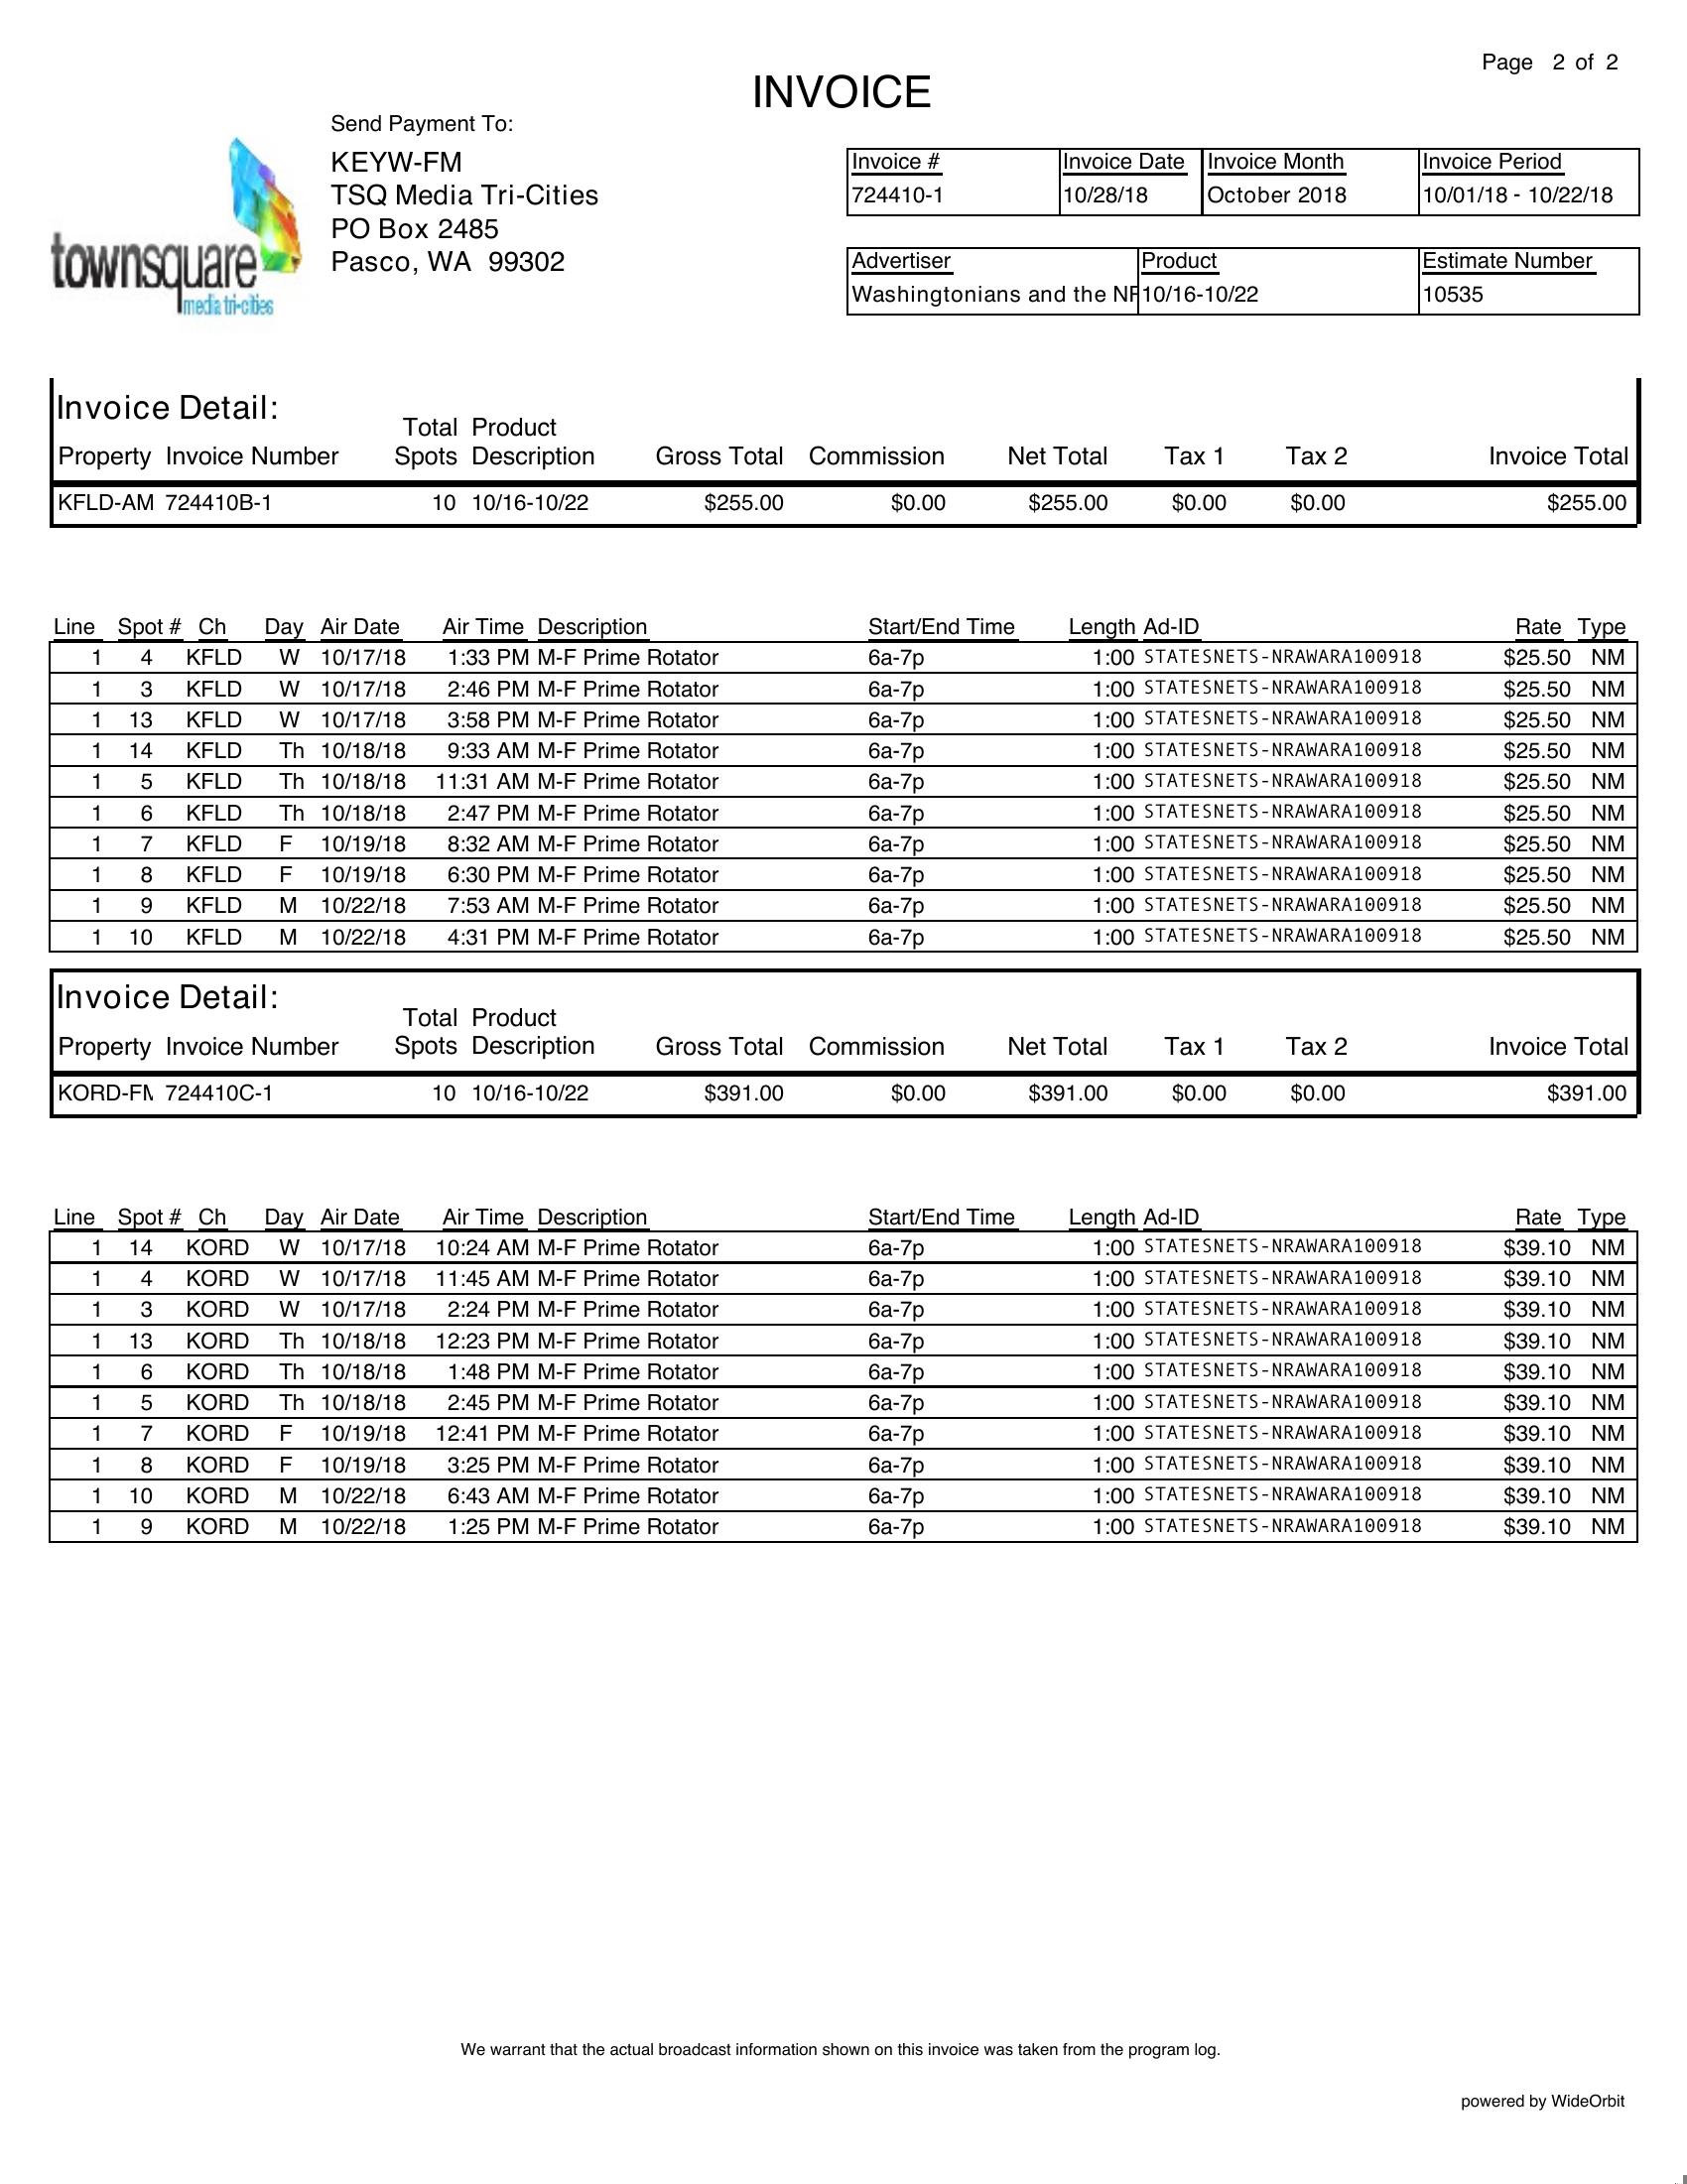 Page 2 of 2
INVOICE
Send Payment To:
KEYW-FM
TSQ Media Tri-Cities
PO Box 2485
Pasco, WA 99302
townsquare
media tri-cities
Invoice # Invoice Date Invoice Month Invoice Period
724410-1 10/28/18 October 2018 10/01/18 - 10/22/18
Advertiser Product Estimate Number
Washingtonians and the 10/16-10/22 10535
Invoice Detail:
Total Product
Property Invoice Number Spots Description Gross Total Commission Net Total Tax 1 Tax 2 Invoice Total
KFLD-AM 724410B-1 10 10/16-10/22 $255.00 $0.00 $255.00 $0.00 $0.00 $255.00
Line Spot # Ch Day Air Date Air Time Description Start/End Time Length Ad-ID Rate Type
1 4 KFLD W 10/17/18 1:33 PM M-F Prime Rotator 6a-7p 1:00 STATESNETS-NRAWARA100918 $25.50 NM
1 3 KFLD W 10/17/18 2:46 PM M-F Prime Rotator 6a-7p 1:00 STATESNETS-NRAWARA100918 $25.50 NM
1 13 KFLD W 10/17/18 3:58 PM M-F Prime Rotator 6a-7p 1:00 STATESNETS-NRAWARA100918 $25.50 NM
1 14 KFLD Th 10/18/18 9:33 AM M-F Prime Rotator 6a-7p 1:00 STATESNETS-NRAWARA100918 $25.50 NM
1 5 KFLD Th 10/18/18 11:31 AM M-F Prime Rotator 6a-7p 1:00 STATESNETS-NRAWARA100918 $25.50 NM
1 6 KFLD Th 10/18/18 2:47 PM M-F Prime Rotator 6a-7p 1:00 STATESNETS-NRAWARA100918 $25.50 NM
1 7 KFLD F 10/19/18 8:32 AM M-F Prime Rotator 6a-7p 1:00 STATESNETS-NRAWARA100918 $25.50 NM
1 8 KFLD F 10/19/18 6:30 PM M-F Prime Rotator 6a-7p 1:00 STATESNETS-NRAWARA100918 $25.50 NM
1 9 KFLD M 10/22/18 7:53 AM M-F Prime Rotator 6a-7p 1:00 STATESNETS-NRAWARA100918 $25.50 NM
1 10 KFLD M 10/22/18 4:31 PM M-F Prime Rotator 6a-7p 1:00 STATESNETS-NRAWARA100918 $25.50 NM
Invoice Detail:
Total Product
Property Invoice Number Spots Description Gross Total Commission Net Total Tax 1 Tax 2 Invoice Total
724410C-1 10 10/16-10/22 $391.00 $0.00 $391.00 $0.00 $0.00 $391.00
Line Spot # Ch Day Air Date Air Time Description Start/End Time Length Ad-ID Rate Type
1 14 KORD W 10/17/18 10:24 AM M-F Prime Rotator 6a-7p 1:00 STATESNETS-NRAWARA100918 $39.10 NM
1 4 KORD W 10/17/18 11:45 AM M-F Prime Rotator 6a-7p 1:00 STATESNETS-NRAWARA100918 $39.10 NM
1 3 KORD W 10/17/18 2:24 PM M-F Prime Rotator 6a-7p 1:00 STATESNETS-NRAWARA100918 $39.10 NM
1 13 KORD Th 10/18/18 12:23 PM M-F Prime Rotator 6a-7p 1:00 STATESNETS-NRAWARA100918 $39.10 NM
1 6 KORD Th 10/18/18 1:48 PM M-F Prime Rotator 6a-7p 1:00 STATESNETS-NRAWARA100918 $39.10 NM
1 5 KORD Th 10/18/18 2:45 PM M-F Prime Rotator 6a-7p 1:00 STATESNETS-NRAWARA100918 $39.10 NM
1 7 KORD F 10/19/18 12:41 PM M-F Prime Rotator 6a-7p 1:00 STATESNETS-NRAWARA100918 $39.10 NM
1 8 KORD F 10/19/18 3:25 PM M-F Prime Rotator 6a-7p 1:00 STATESNETS-NRAWARA100918 $39.10 NM
1 10 KORD M 10/22/18 6:43 AM M-F Prime Rotator 6a-7p 1:00 STATESNETS-NRAWARA100918 $39.10 NM
1 9 KORD M 10/22/18 1:25 PM M-F Prime Rotator 6a-7p 1:00 STATESNETS-NRAWARA100918 $39.10 NM
We warrant that the actual broadcast information shown on this invoice was taken from the program log.
powered by WideOrbit